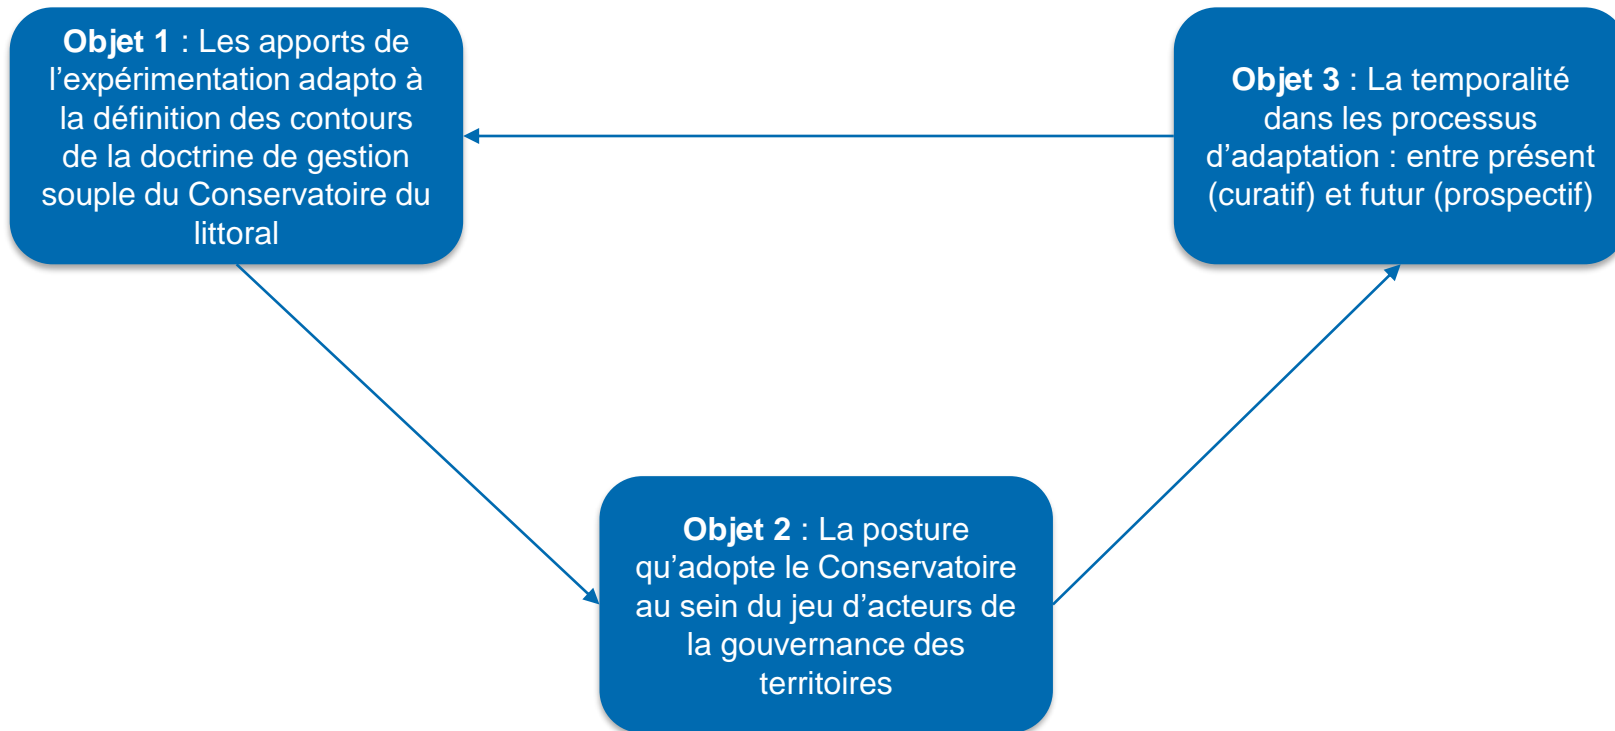 Objet 1 : Les apports de
l’expérimentation adapto à
la définition des contours
de la doctrine de gestion
souple du Conservatoire du
littoral
Objet 3 : La temporalité
dans les processus
d’adaptation : entre présent
(curatif) et futur (prospectif)
Objet 2 : La posture
qu’adopte le Conservatoire
au sein du jeu d’acteurs de
la gouvernance des
territoires